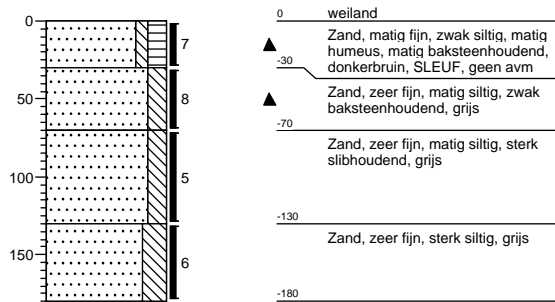 0
50
100
150
7
8
5
6
0 weiland
Zand, matig fijn, zwak siltig, matig
humeus, matig baksteenhoudend,
donkerbruin, SLEUF, geen avm
-30
Zand, zeer fijn, matig siltig, zwak
baksteenhoudend, grijs
-70
Zand, zeer fijn, matig siltig, sterk
slibhoudend, grijs
-130
Zand, zeer fijn, sterk siltig, grijs
-180